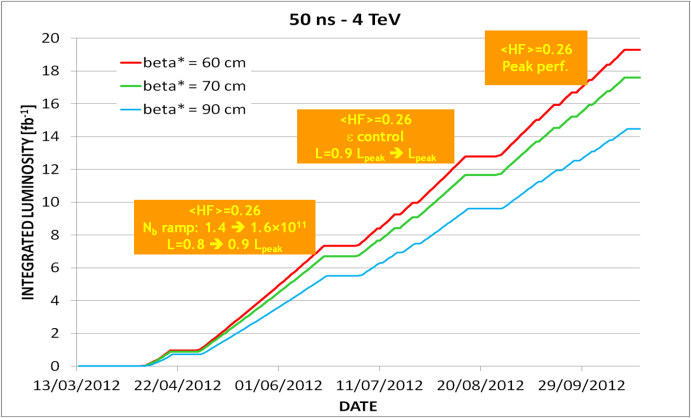 50 ns - 4 TeV
<HF>=0.26
Peak perf.
beta* = 60 cm
beta* = 70 cm
beta* = 90 cm
<HF>=0.26
ε control
L=0.9 Lpeak ➔ Lpeak
<HF>=0.26
Nb ramp: 1.4 ➔ 1.6×10¹¹
L=0.8 ➔ 0.9 Lpeak
INTEGRATED LUMINOSITY [fb⁻¹]
20
18
16
14
12
10
8
6
4
2
0
13/03/2012 22/04/2012 01/06/2012 11/07/2012 20/08/2012 29/09/2012
DATE